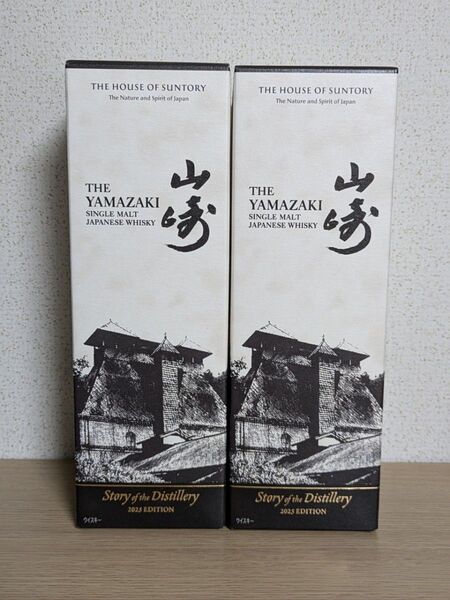 THE HOUSE OF SUNTORY
The Nature and Spirit of Japan
山崎
THE
YAMAZAKI
SINGLE MALT
JAPANESE WHISKY
Story of the Distillery
2025 EDITION
ウイスキー
THE HOUSE OF SUNTORY
The Nature and Spirit of Japan
山崎
THE
YAMAZAKI
SINGLE MALT
JAPANESE WHISKY
Story of the Distillery
2025 EDITION
ウイスキー